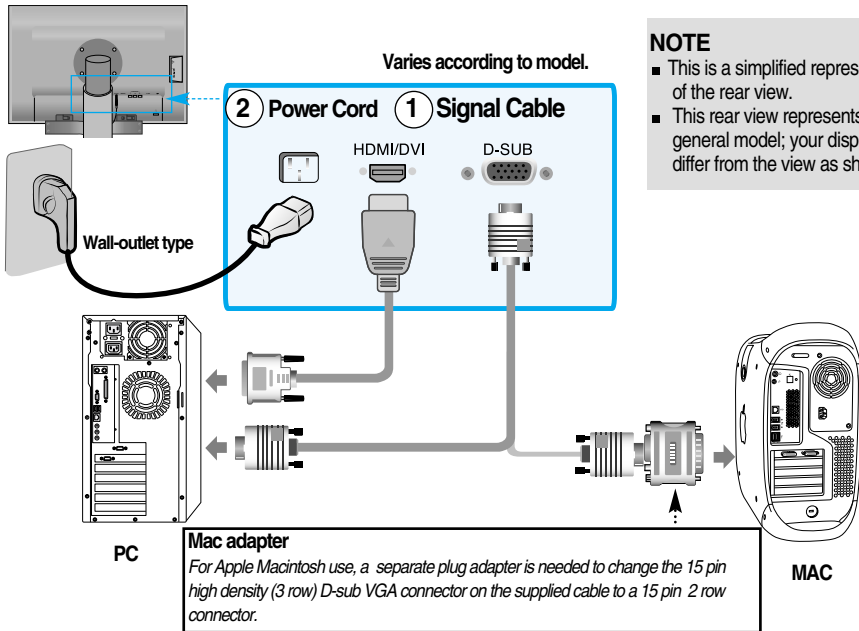 Varies according to model.
NOTE
■ This is a simplified
of the rear view.
■ This rear view represents
general model; your
differ from the view as
2 Power Cord 1 Signal Cable
HDMI/DVI D-SUB
Wall-outlet type
PC
MAC
Mac adapter
For Apple Macintosh use, a separate plug adapter is needed to change the 15 pin
high density (3 row) D-sub VGA connector on the supplied cable to a 15 pin 2 row
connector.